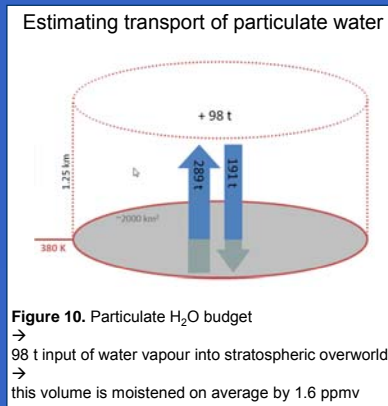 Estimating transport of particulate water
+ 98 t
1.25 km
289 t
191 t
~2000 km²
380 K
Figure 10. Particulate H₂O budget
→
98 t input of water vapour into stratospheric overworld
→
this volume is moistened on average by 1.6 ppmv